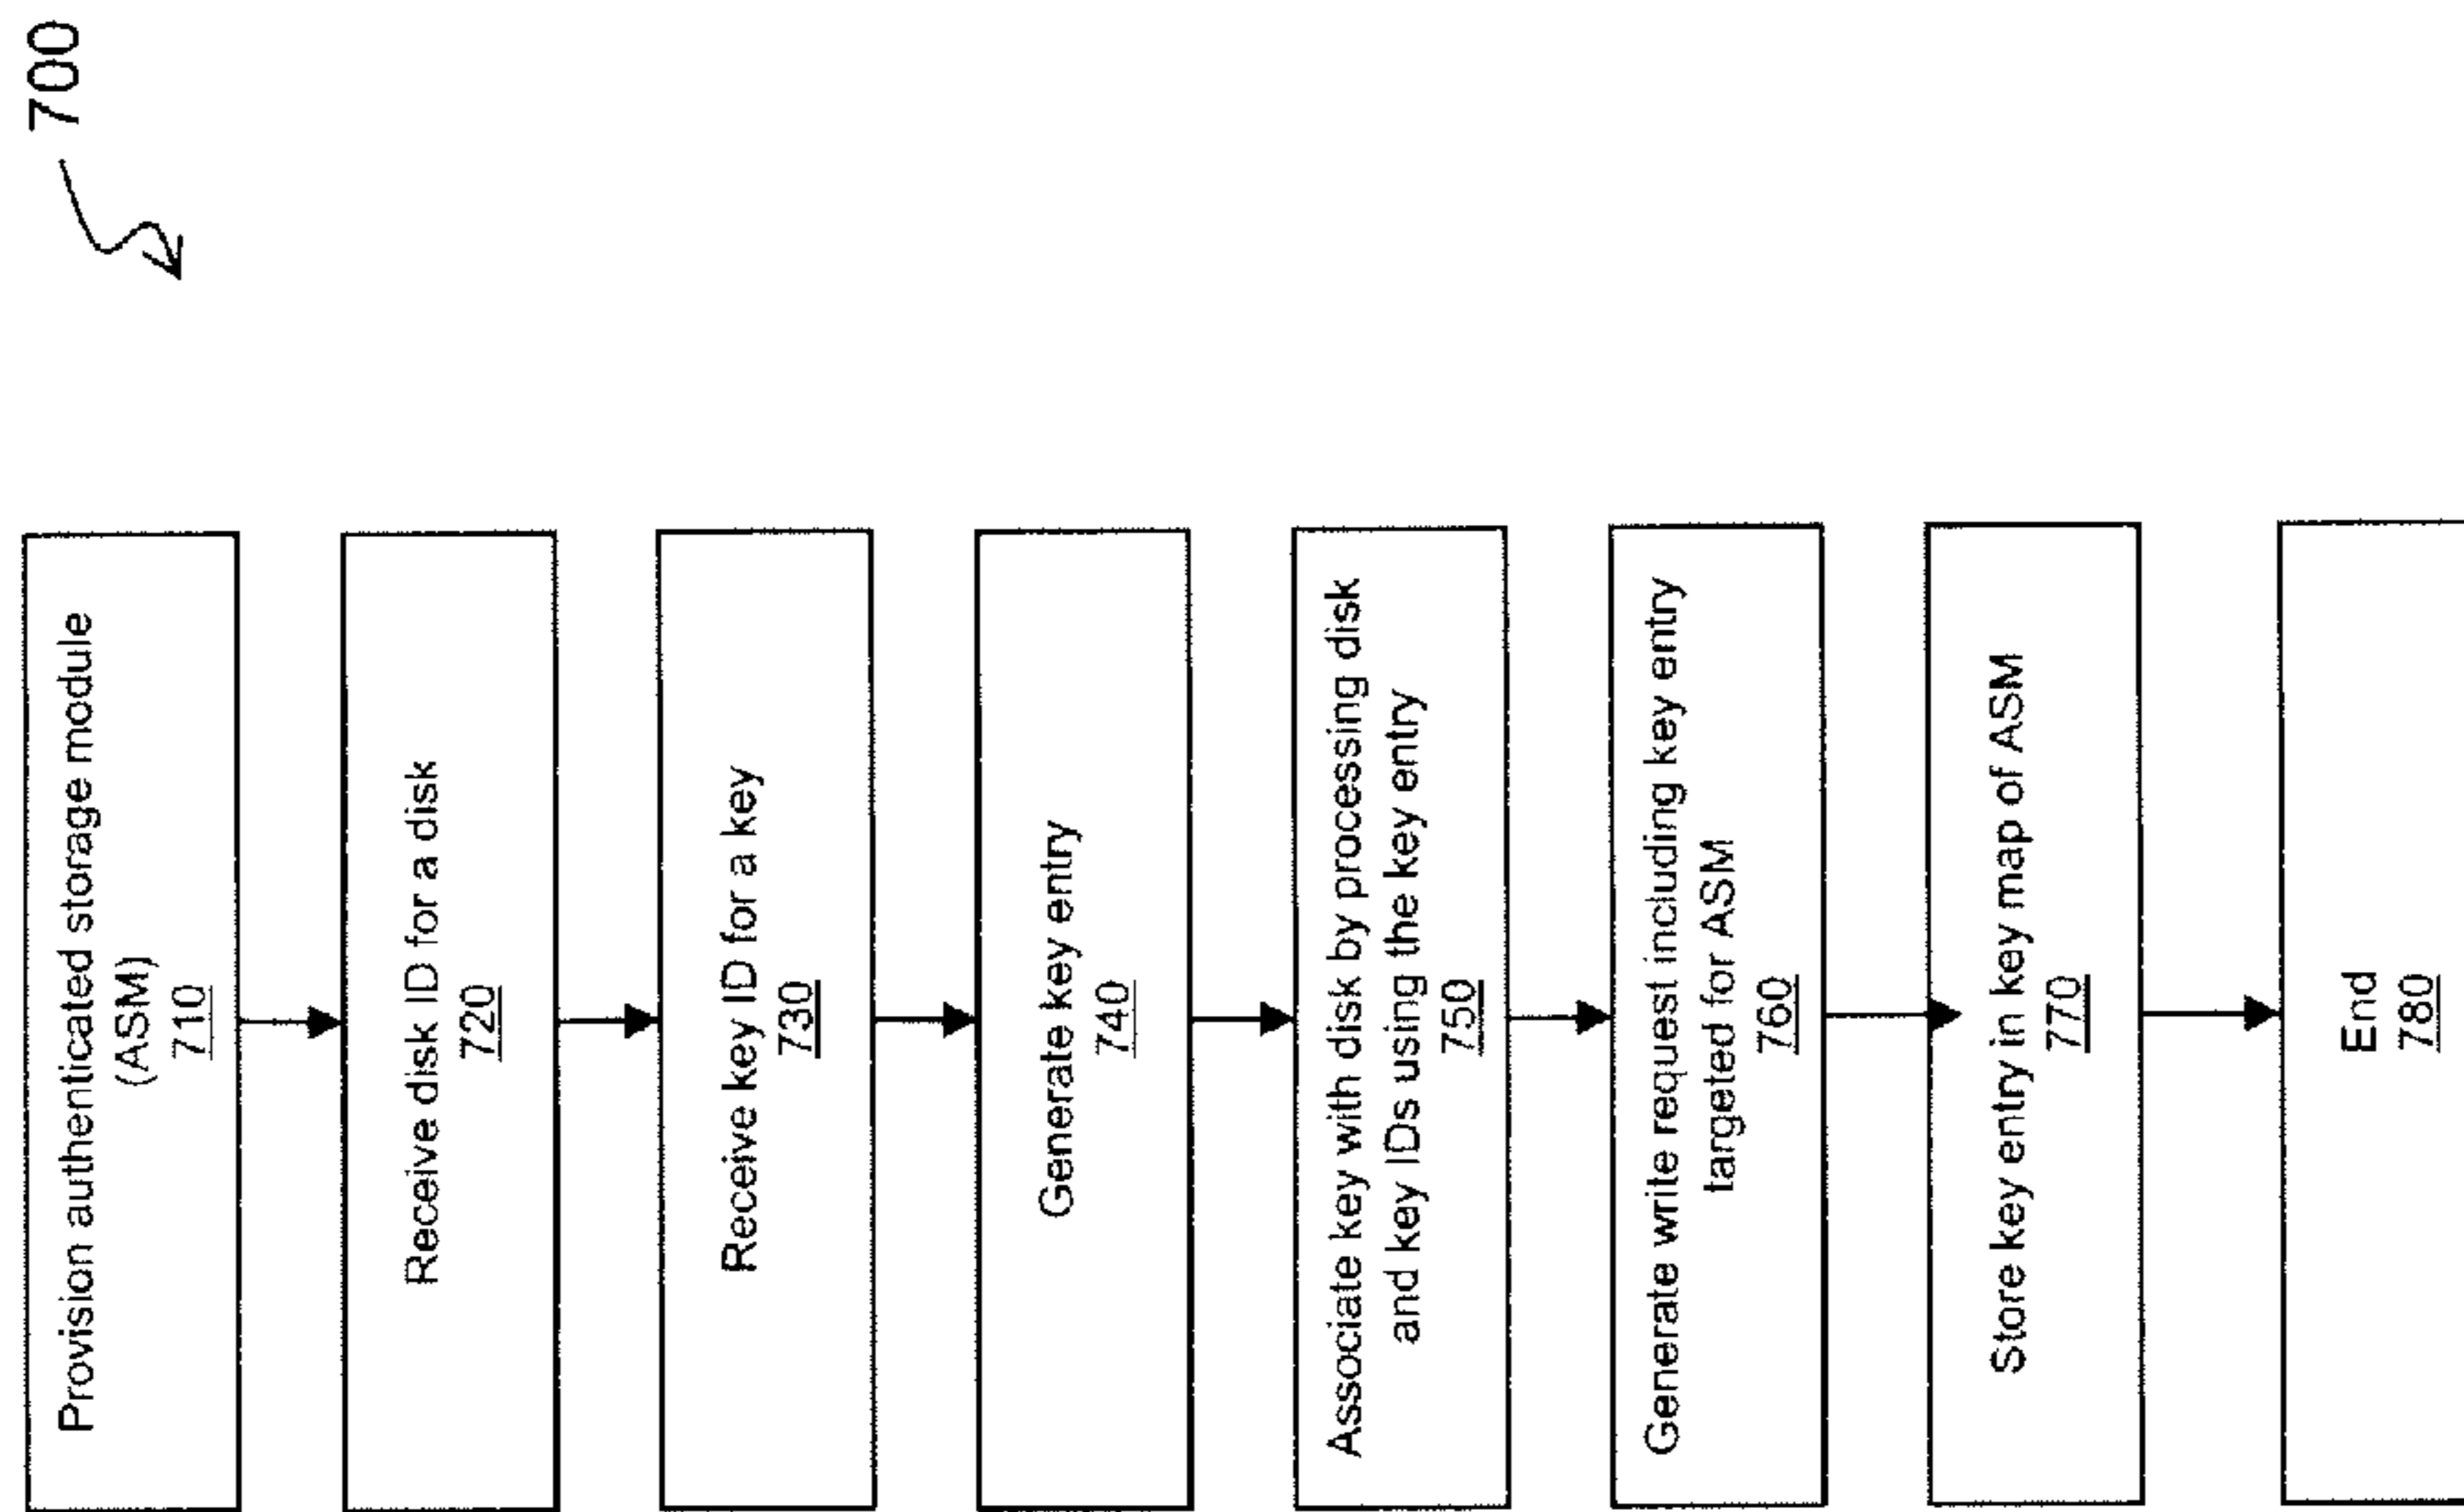 700
Provision authenticated storage module
(ASM)
710
Receive disk ID for a disk
720
Receive key ID for a key
730
Generate key entry
740
Associate key with disk by processing disk
and key IDs using the key entry
750
Generate write request including key entry
targeted for ASM
760
Store key entry in key map of ASM
770
End
780